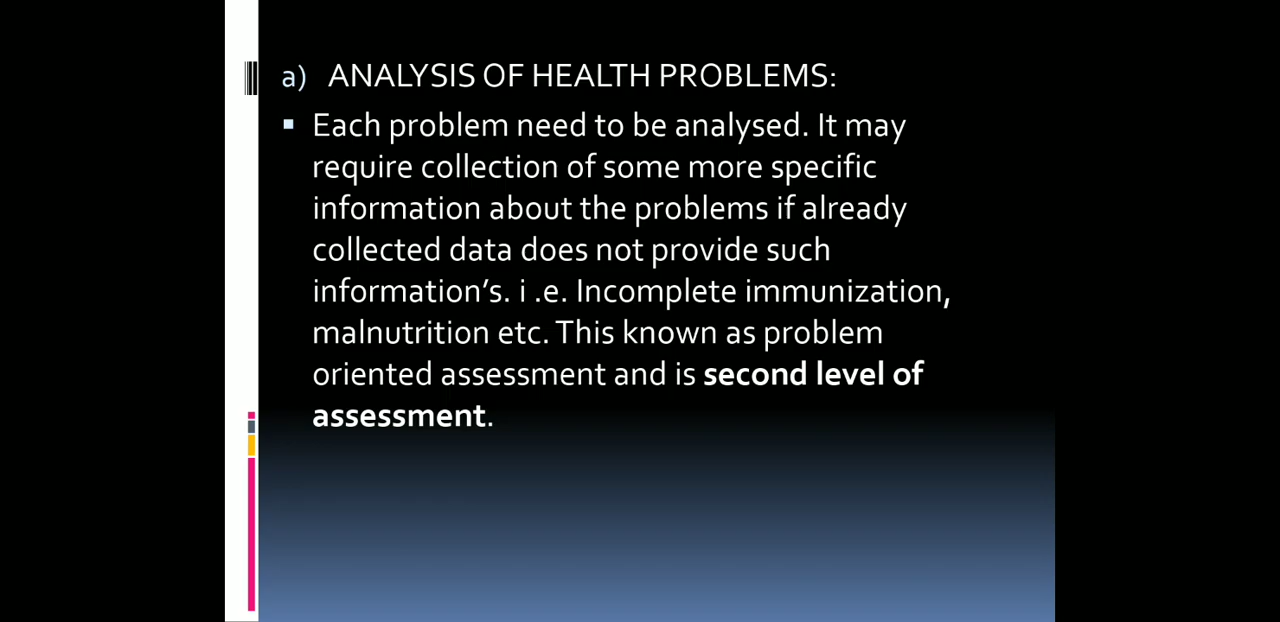 a) ANALYSIS OF HEALTH PROBLEMS:
▪ Each problem need to be analysed. It may
require collection of some more specific
information about the problems if already
collected data does not provide such
information’s. i .e. Incomplete immunization,
malnutrition etc. This known as problem
oriented assessment and is second level of
assessment.